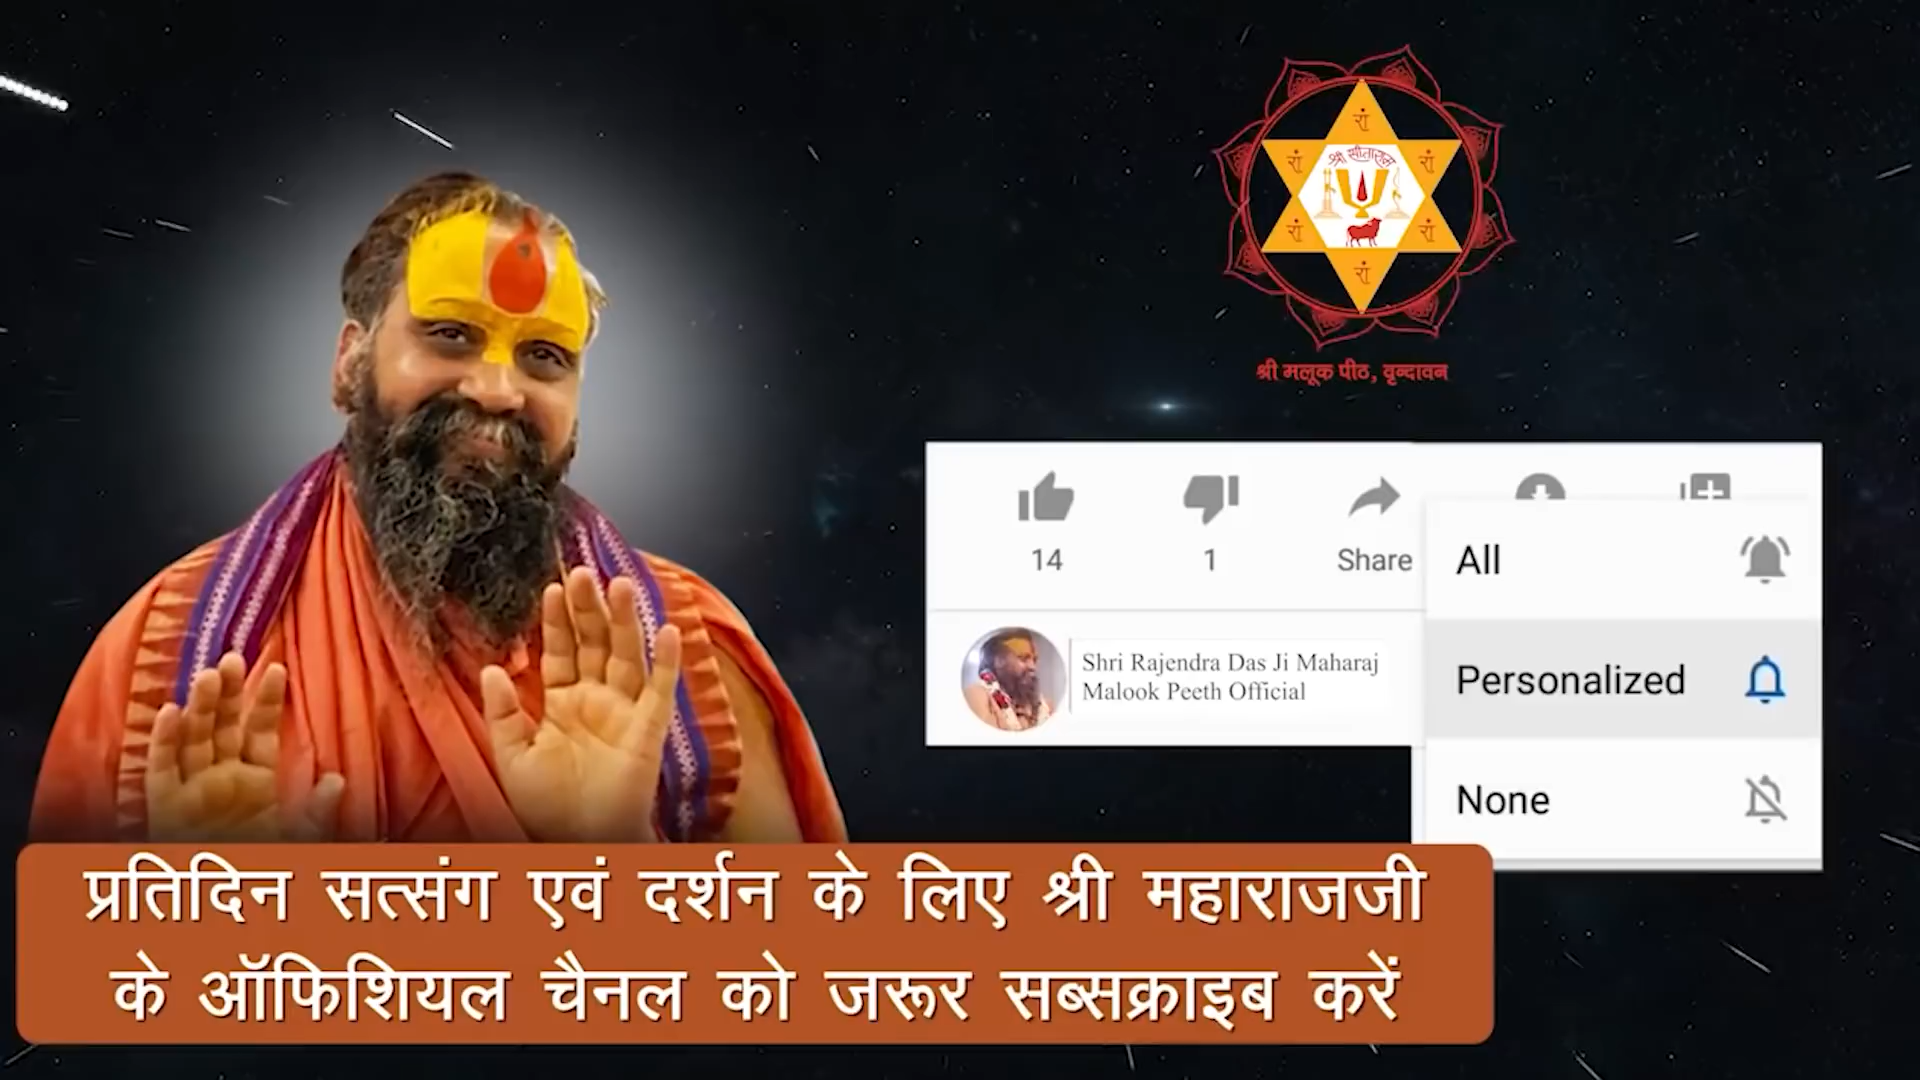 रां
रां
रां
श्री सीताराम
रां
रां
रां
श्री मलूक पीठ, वृन्दावन
14
1
Share
All
Shri Rajendra Das Ji Maharaj
Malook Peeth Official
Personalized
None
प्रतिदिन सत्संग एवं दर्शन के लिए श्री महाराजजी
के ऑफिशियल चैनल को जरूर सब्सक्राइब करें